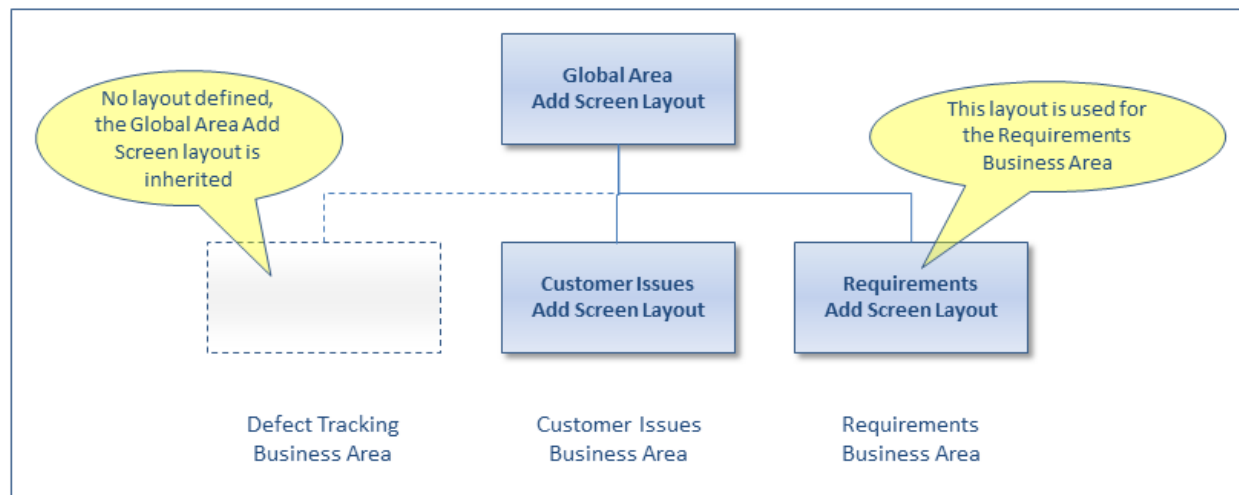 Global Area
Add Screen Layout
No layout defined,
the Global Area Add
Screen layout is
inherited
This layout is used for
the Requirements
Business Area
Customer Issues
Add Screen Layout
Requirements
Add Screen Layout
Defect Tracking
Business Area
Customer Issues
Business Area
Requirements
Business Area